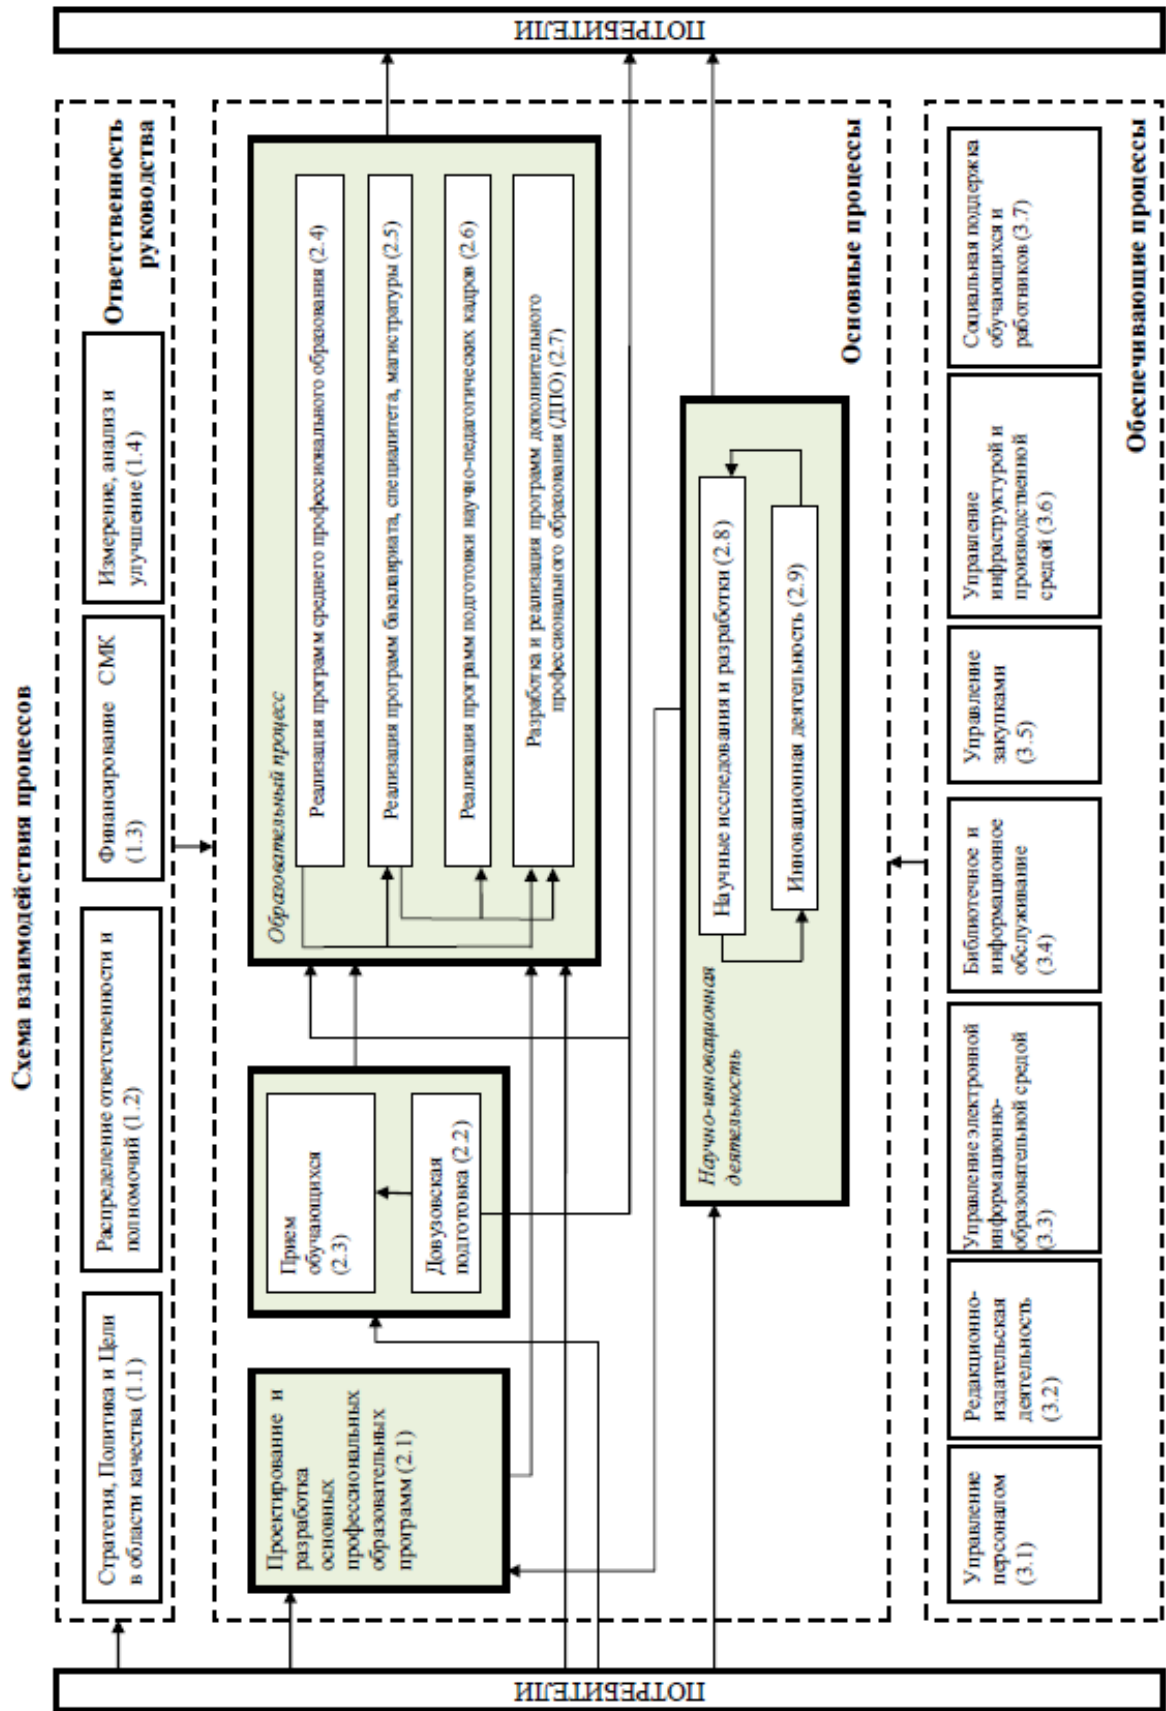 Схема взаимодействия процессов
ПОТРЕБИТЕЛИ
Стратегия, Политика и Цели
в области качества (1.1)
Распределение ответственности и
полномочий (1.2)
Финансирование СМК
(1.3)
Измерение, анализ и
улучшение (1.4)
Ответственность
руководства
Проектирование и
разработка
основных
профессиональных
образовательных
программ (2.1)
Прием
обучающихся
(2.3)
Довузовская
подготовка (2.2)
Образовательный процесс
Реализация программ среднего профессионального образования (2.4)
Реализация программ бакалавриата, специалитета, магистратуры (2.5)
Реализация программ подготовки научно-педагогических кадров (2.6)
Разработка и реализация программ дополнительного
профессионального образования (ДПО) (2.7)
Научно-инновационная
деятельность
Научные исследования и разработки (2.8)
Инновационная деятельность (2.9)
Основные процессы
Управление
персоналом
(3.1)
Редакционно-
издательская
деятельность
(3.2)
Управление электронной
информационно-
образовательной средой
(3.3)
Библиотечное и
информационное
обслуживание
(3.4)
Управление
закупками
(3.5)
Управление
инфраструктурой и
производственной
средой (3.6)
Социальная поддержка
обучающихся и
работников (3.7)
Обеспечивающие процессы
ПОТРЕБИТЕЛИ